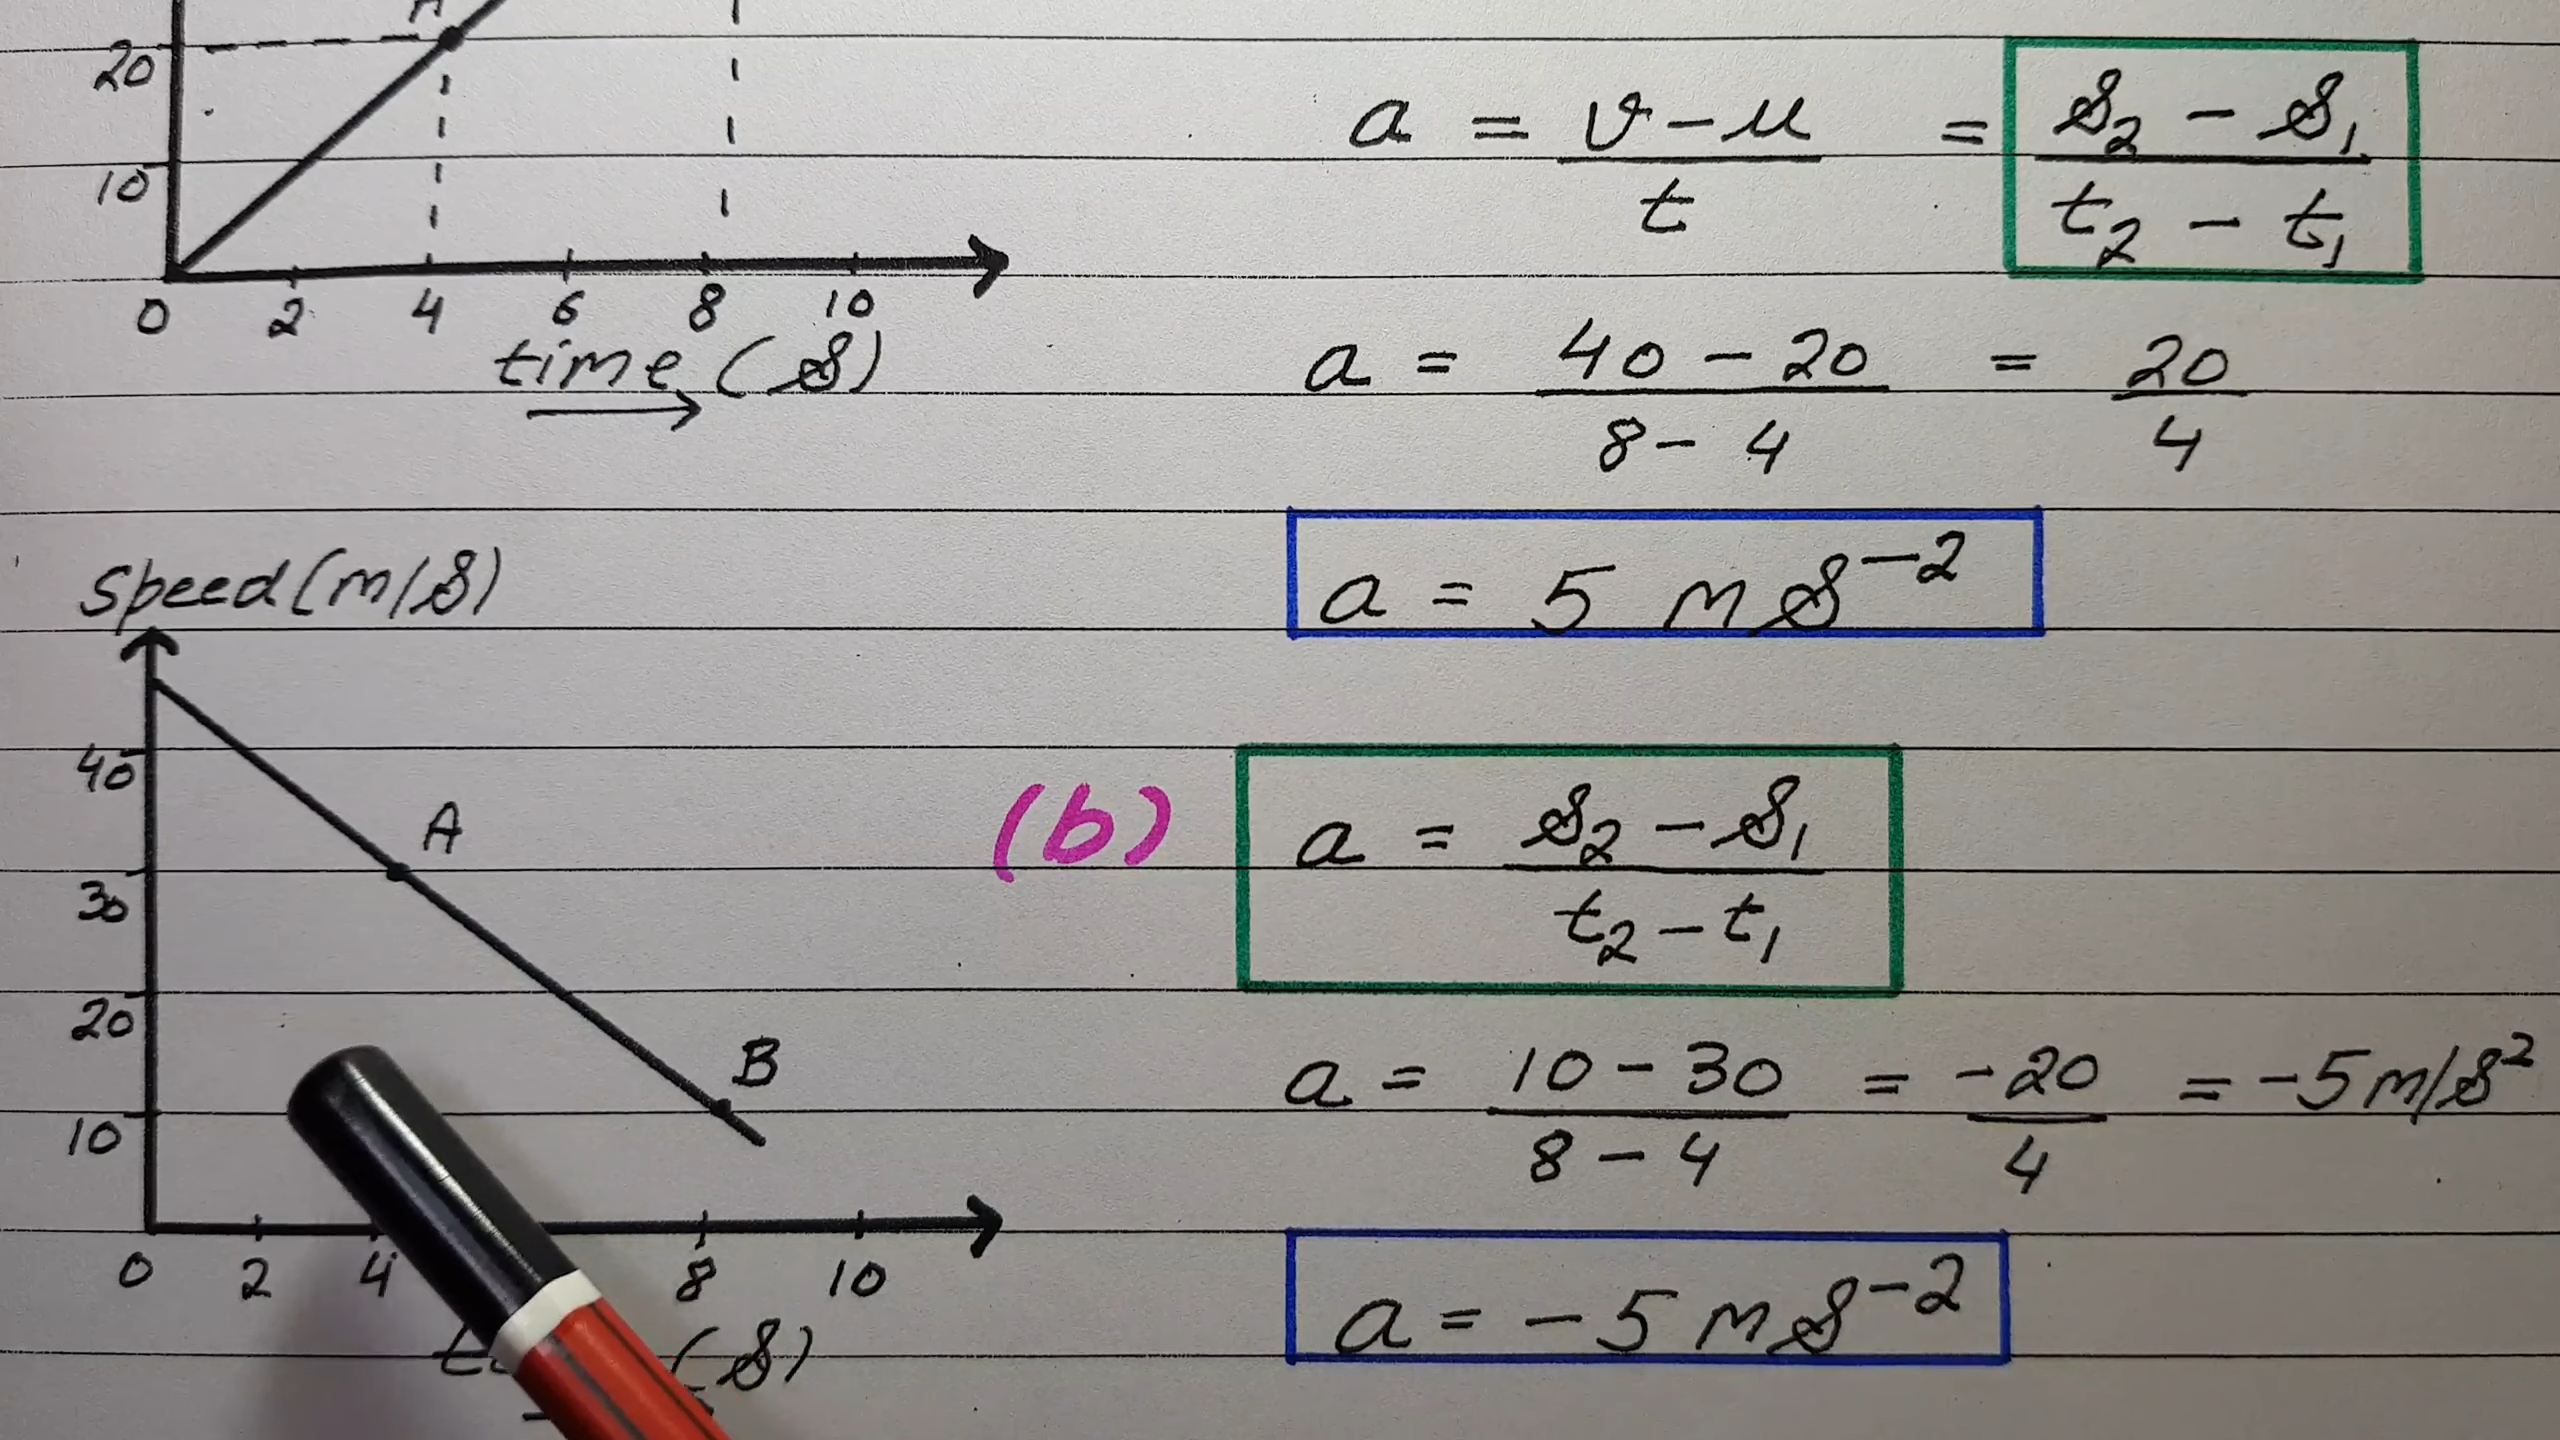 A
20
10
0 2 4 6 8 10
time (s)
a = v - u / t = s₂ - s₁ / t₂ - t₁
a = 40 - 20 / 8 - 4 = 20 / 4
a = 5 ms⁻²
Speed (m/s)
40
30
20
10
A
B
0 2 4 8 10
(s)
(b) a = s₂ - s₁ / t₂ - t₁
a = 10 - 30 / 8 - 4 = -20 / 4 = -5 m/s²
a = -5 ms⁻²